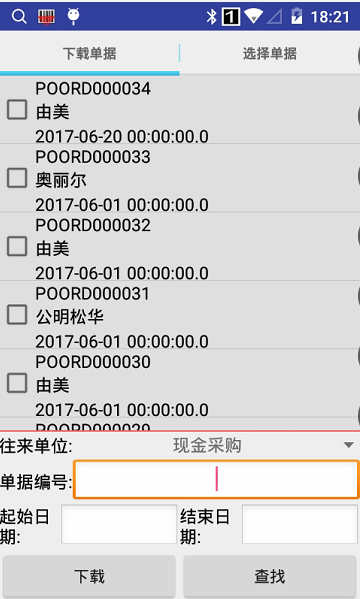 18:21
下载单据
选择单据
POORD000034
由美
2017-06-20 00:00:00.0
POORD000033
奥丽尔
2017-06-01 00:00:00.0
POORD000032
由美
2017-06-01 00:00:00.0
POORD000031
公明松华
2017-06-01 00:00:00.0
POORD000030
由美
2017-06-01 00:00:00.0
POORD000029
往来单位:
现金采购
单据编号:
起始日
期:
结束日
期:
下载
查找